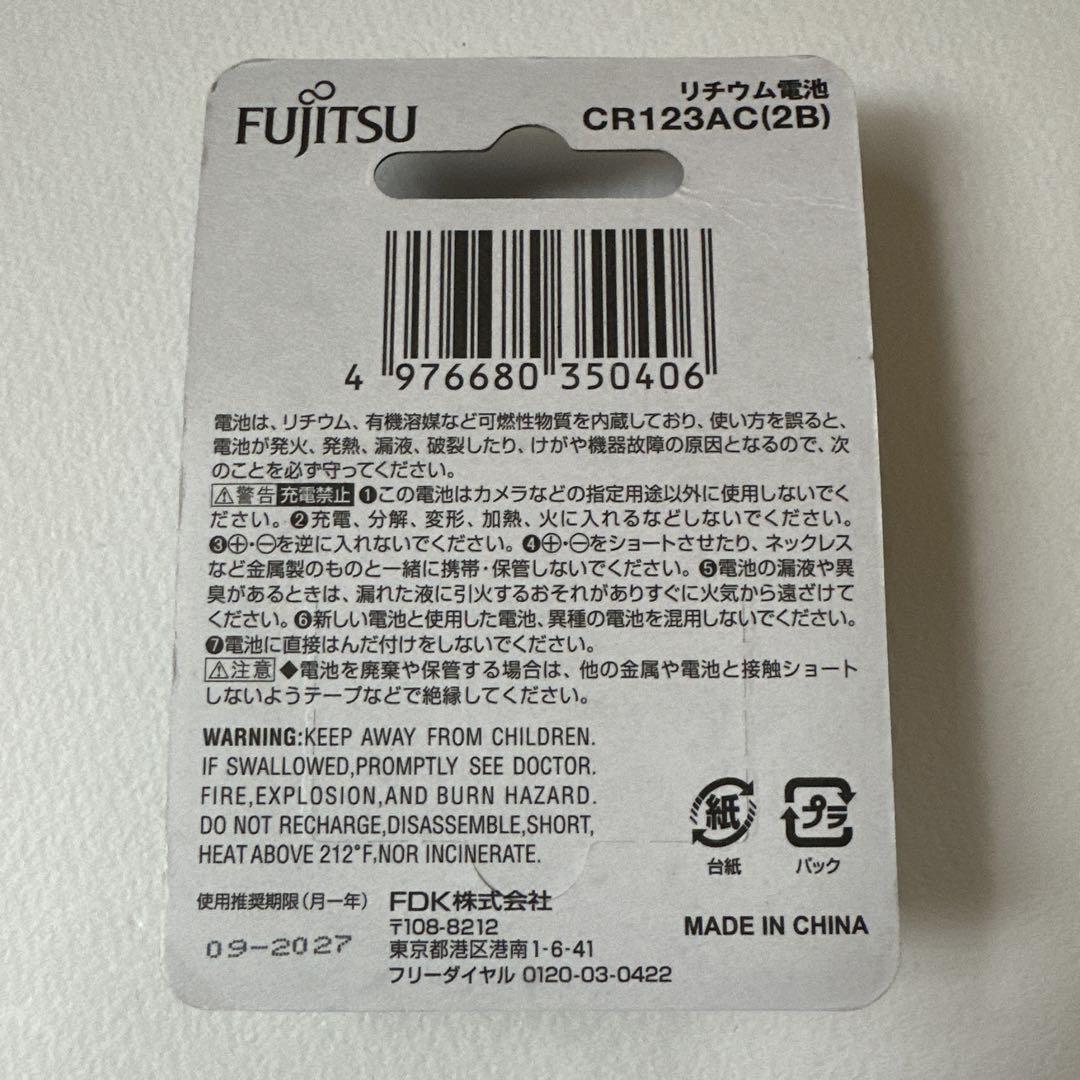 FUJITSU
リチウム電池
CR123AC(2B)
4 976680 350406
電池は、リチウム、有機溶媒など可燃性物質を内蔵しており、使い方を誤ると、
電池が発火、発熱、漏液、破裂したり、けがや機器故障の原因となるので、次
のことを必ず守ってください。
⚠警告 充電禁止 ❶この電池はカメラなどの指定用途以外に使用しないでく
ださい。❷充電、分解、変形、加熱、火に入れるなどしないでください。
❸⊕・⊖を逆に入れないでください。❹⊕・⊖をショートさせたり、ネックレス
など金属製のものと一緒に携帯・保管しないでください。❺電池の漏液や異
臭があるときは、漏れた液に引火するおそれがありすぐに火気から遠ざけて
ください。❻新しい電池と使用した電池、異種の電池を混用しないでください。
❼電池に直接はんだ付けをしないでください。
⚠注意 ◆電池を廃棄や保管する場合は、他の金属や電池と接触ショート
しないようテープなどで絶縁してください。
WARNING:KEEP AWAY FROM CHILDREN.
IF SWALLOWED,PROMPTLY SEE DOCTOR.
FIRE,EXPLOSION,AND BURN HAZARD.
DO NOT RECHARGE,DISASSEMBLE,SHORT,
HEAT ABOVE 212°F,NOR INCINERATE.
紙
台紙
プラ
パック
使用推奨期限(月ー年)
09-2027
FDK株式会社
〒108-8212
東京都港区港南1-6-41
フリーダイヤル 0120-03-0422
MADE IN CHINA